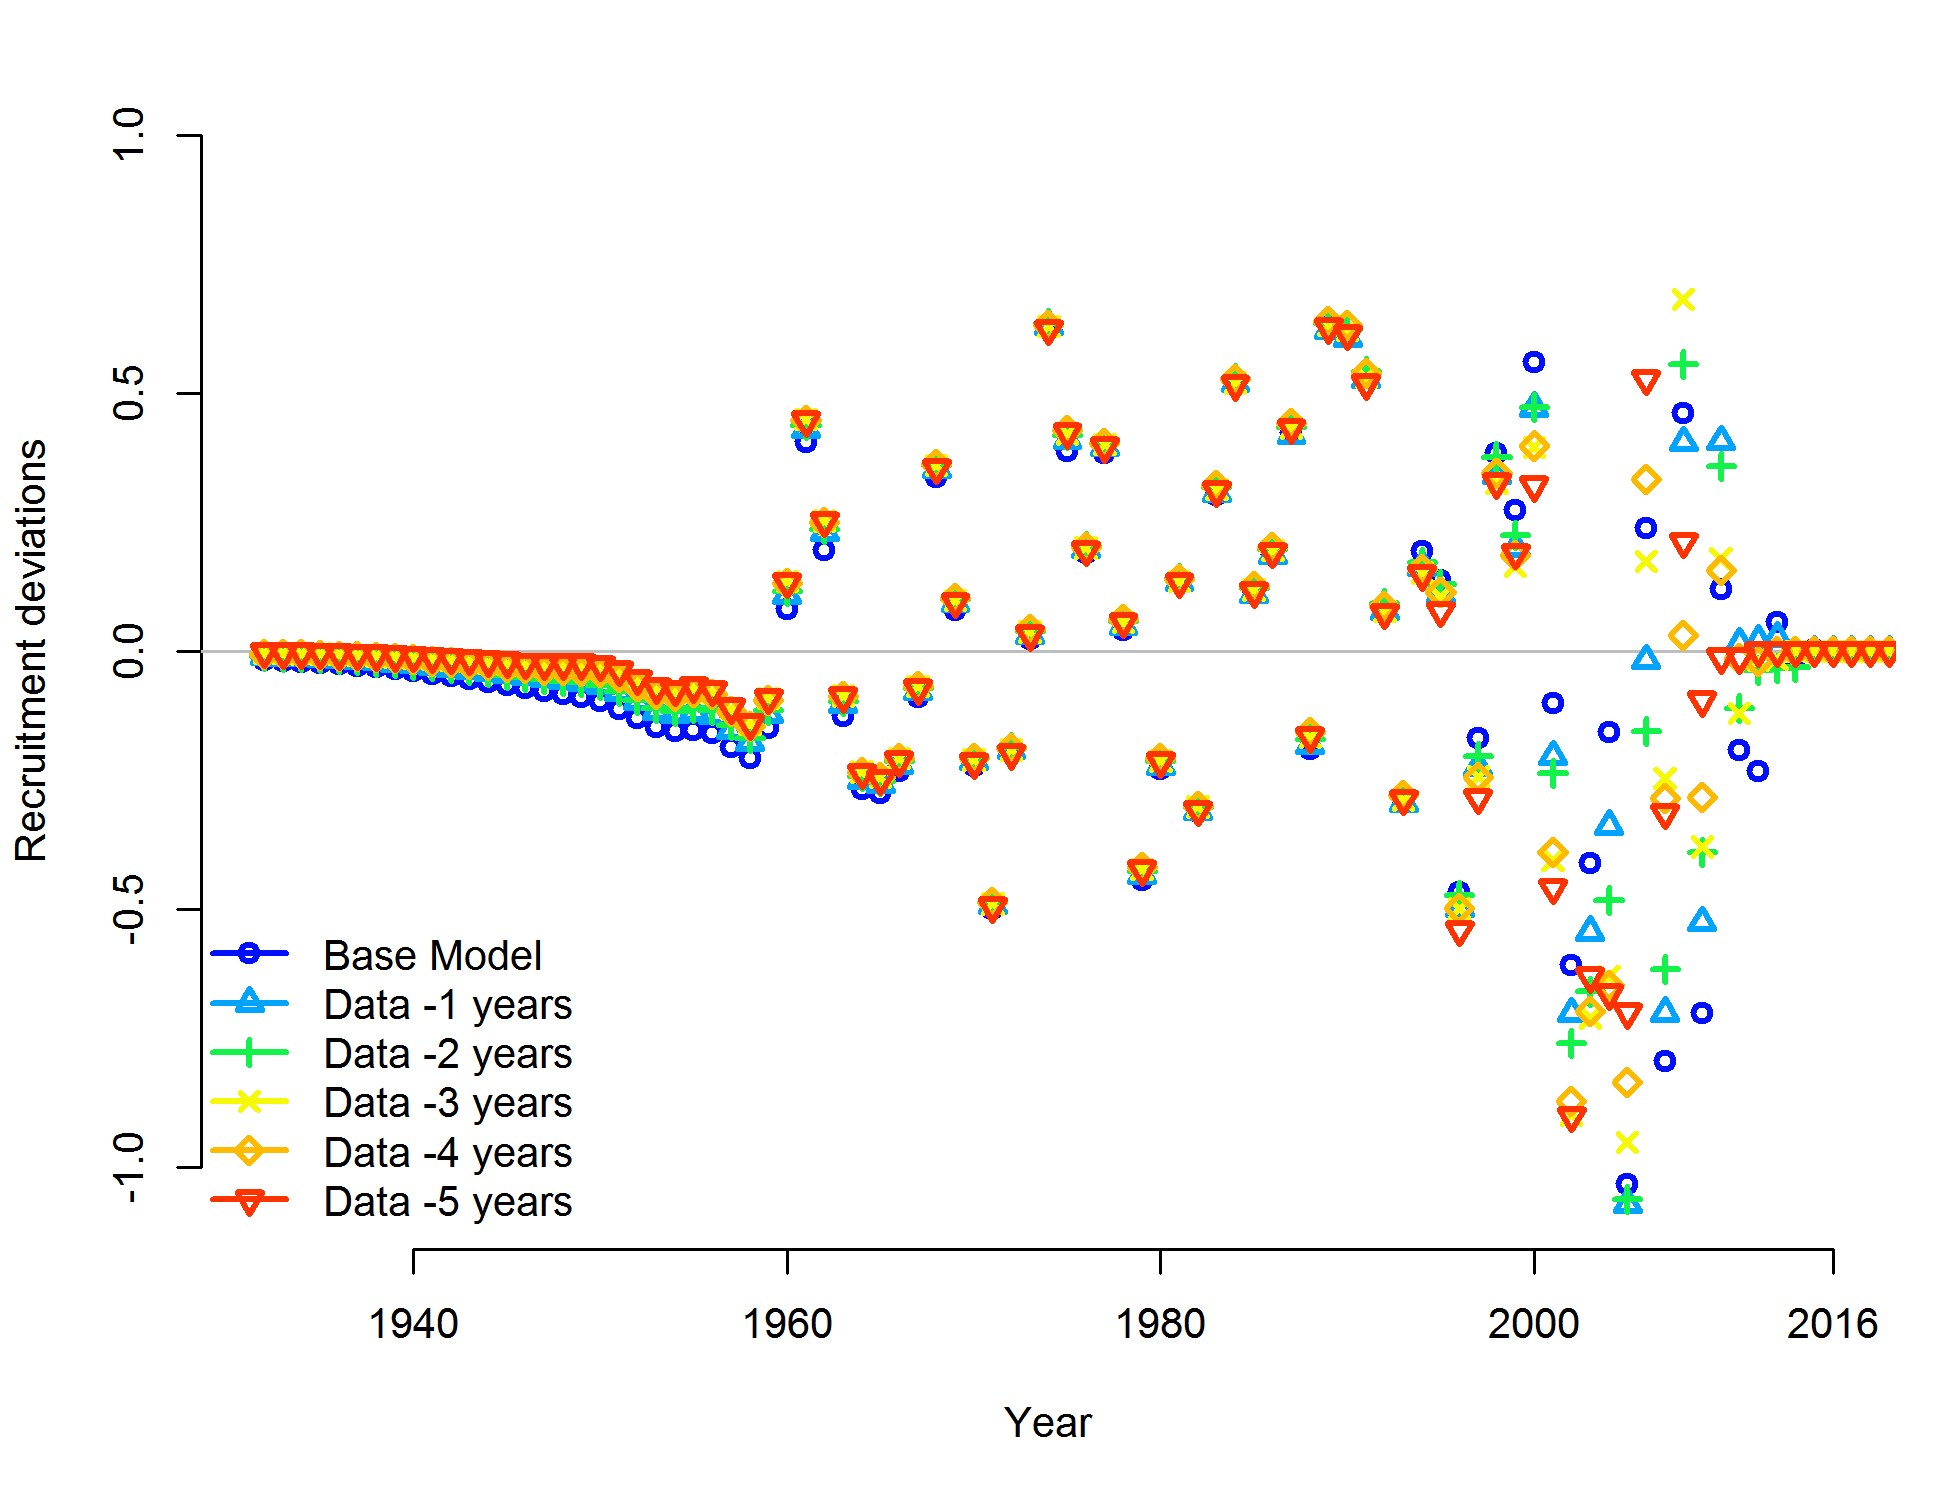 1.0
0.5
0.0
-0.5
-1.0
Recruitment deviations
Base Model
Data -1 years
Data -2 years
Data -3 years
Data -4 years
Data -5 years
1940 1960 1980 2000 2016
Year